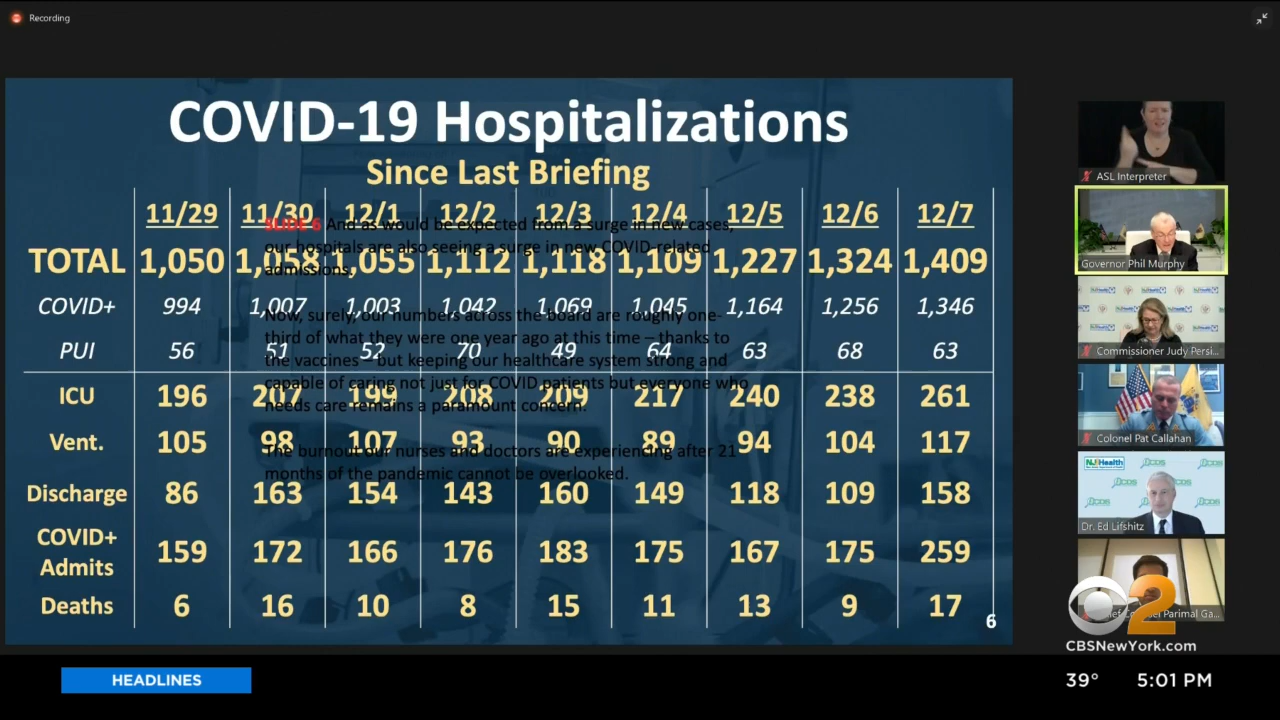 Recording
COVID-19 Hospitalizations
Since Last Briefing
11/29 11/30 12/1 12/2 12/3 12/4 12/5 12/6 12/7
TOTAL 1,050 1,058 1,055 1,112 1,118 1,109 1,227 1,324 1,409
COVID+ 994 1,007 1,003 1,042 1,069 1,045 1,164 1,256 1,346
PUI 56 51 52 70 49 64 63 68 63
ICU 196 207 199 208 209 217 240 238 261
Vent. 105 98 107 93 90 89 94 104 117
Discharge 86 163 154 143 160 149 118 109 158
COVID+
Admits 159 172 166 176 183 175 167 175 259
Deaths 6 16 10 8 15 11 13 9 17
6
SLIDE 6 And as would be expected from a surge in new cases,
our hospitals are also seeing a surge in new COVID-related
admissions.
Now, surely, our numbers across the board are roughly one-
third of what they were one year ago at this time – thanks to
the vaccines – but keeping our healthcare system strong and
capable of caring not just for COVID patients but everyone who
needs care remains a paramount concern.
The burnout our nurses and doctors are experiencing after 21
months of the pandemic cannot be overlooked.
ASL Interpreter
Governor Phil Murphy
NJHealth
Commissioner Judy Persi...
Colonel Pat Callahan
NJHealth
CDS
Dr. Ed Lifshitz
Parimal Ga...
2
CBSNewYork.com
HEADLINES
39° 5:01 PM